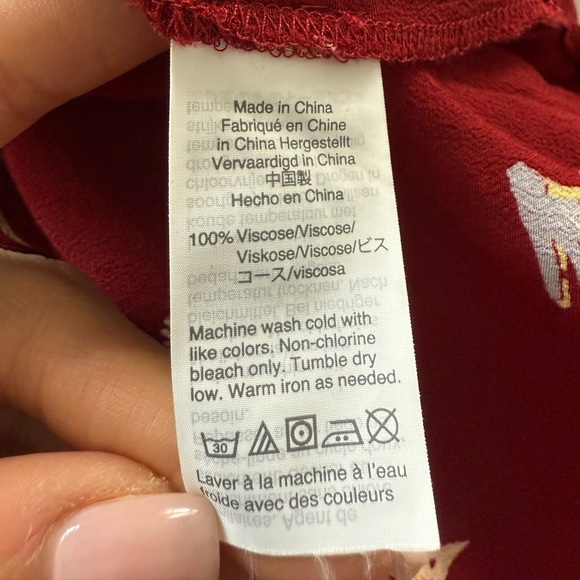 Made in China
Fabriqué en Chine
in China Hergestellt
Vervaardigd in China
中国製
Hecho en China
100% Viscose/Viscose/
Viskose/Viscose/ビス
コース/viscosa
Machine wash cold with
like colors. Non-chlorine
bleach only. Tumble dry
low. Warm iron as needed.
30
Laver à la machine à l'eau
froide avec des couleurs